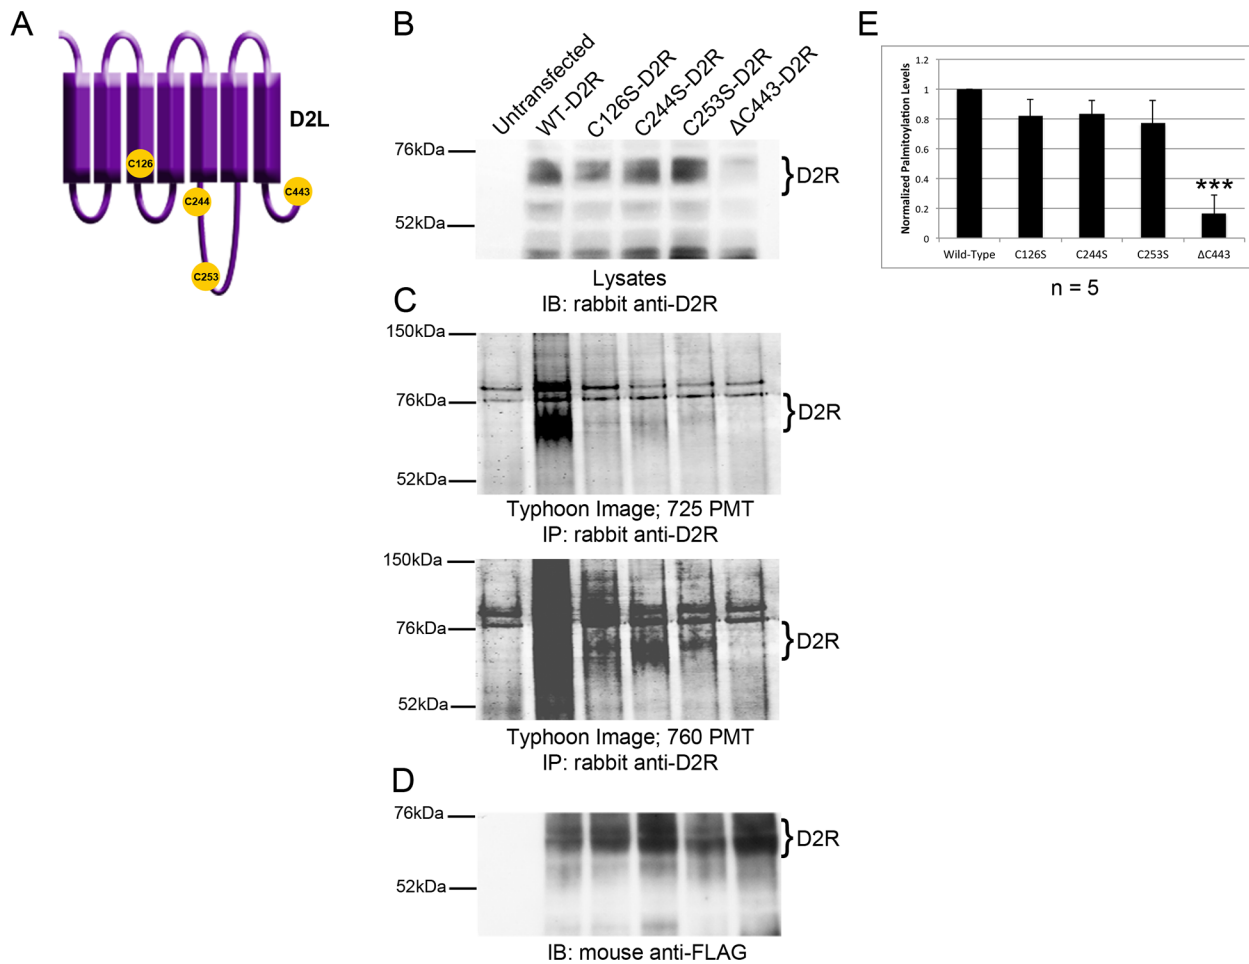 A
C126
C244
C253
C443
D2L
B
Untransfected
WT-D2R
C126S-D2R
C244S-D2R
C253S-D2R
ΔC443-D2R
76kDa
52kDa
D2R
Lysates
IB: rabbit anti-D2R
C
150kDa
76kDa
52kDa
D2R
Typhoon Image; 725 PMT
IP: rabbit anti-D2R
150kDa
76kDa
52kDa
D2R
Typhoon Image; 760 PMT
IP: rabbit anti-D2R
D
76kDa
52kDa
D2R
IB: mouse anti-FLAG
E
Normalized Palmitoylation Levels
1.2
1
0.8
0.6
0.4
0.2
0
***
Wild-Type
C126S
C244S
C253S
ΔC443
n = 5